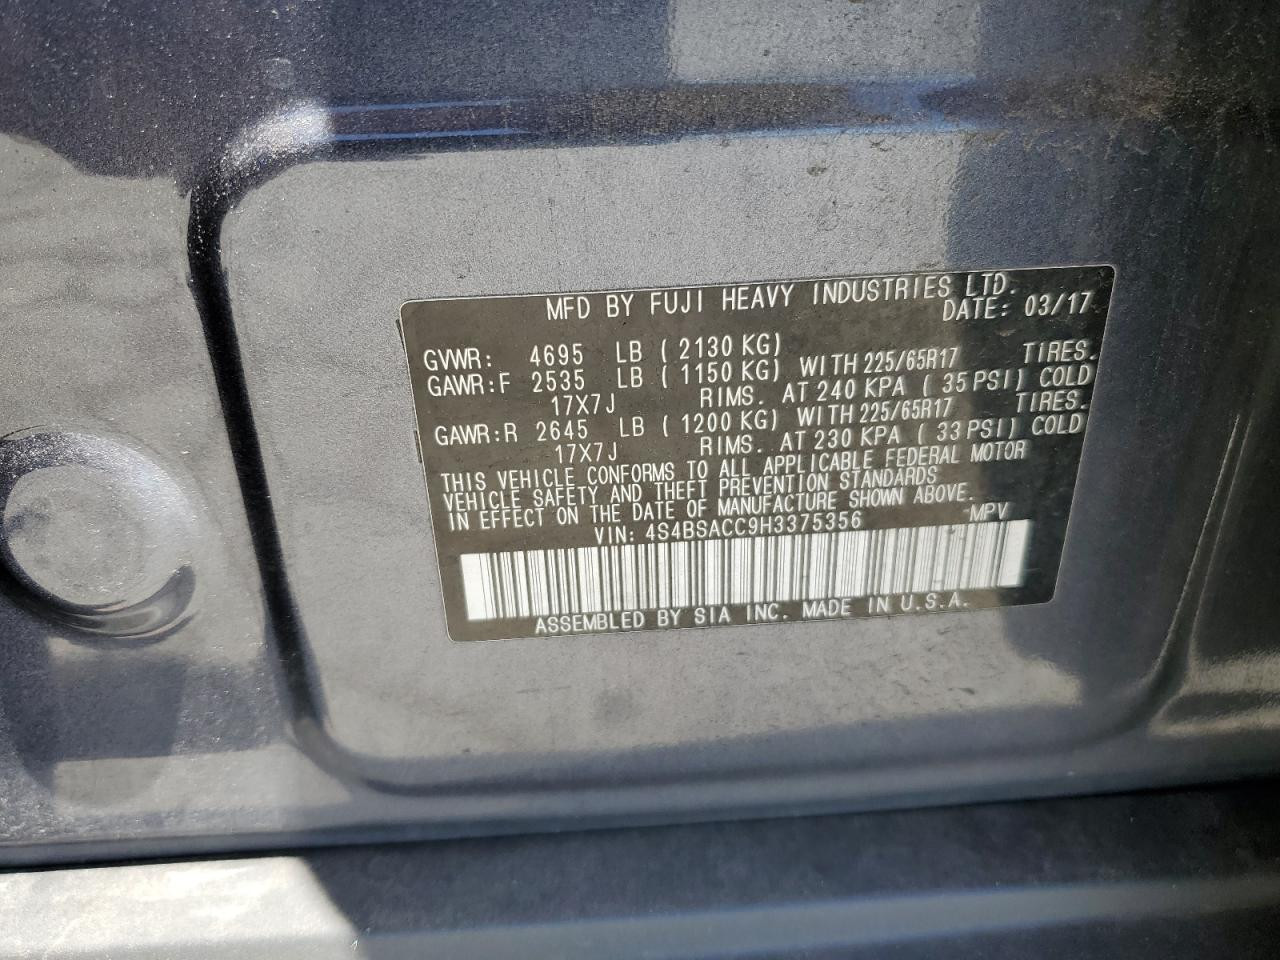 MFD BY FUJI HEAVY INDUSTRIES LTD.
DATE: 03/17
GVWR: 4695 LB ( 2130 KG)
GAWR:F 2535 LB ( 1150 KG) WITH 225/65R17 TIRES.
17X7J RIMS. AT 240 KPA ( 35 PSI) COLD
GAWR:R 2645 LB ( 1200 KG) WITH 225/65R17 TIRES.
17X7J RIMS. AT 230 KPA ( 33 PSI) COLD
THIS VEHICLE CONFORMS TO ALL APPLICABLE FEDERAL MOTOR
VEHICLE SAFETY AND THEFT PREVENTION STANDARDS
IN EFFECT ON THE DATE OF MANUFACTURE SHOWN ABOVE.
VIN: 4S4BSACC9H3375356 MPV
ASSEMBLED BY SIA INC. MADE IN U.S.A.